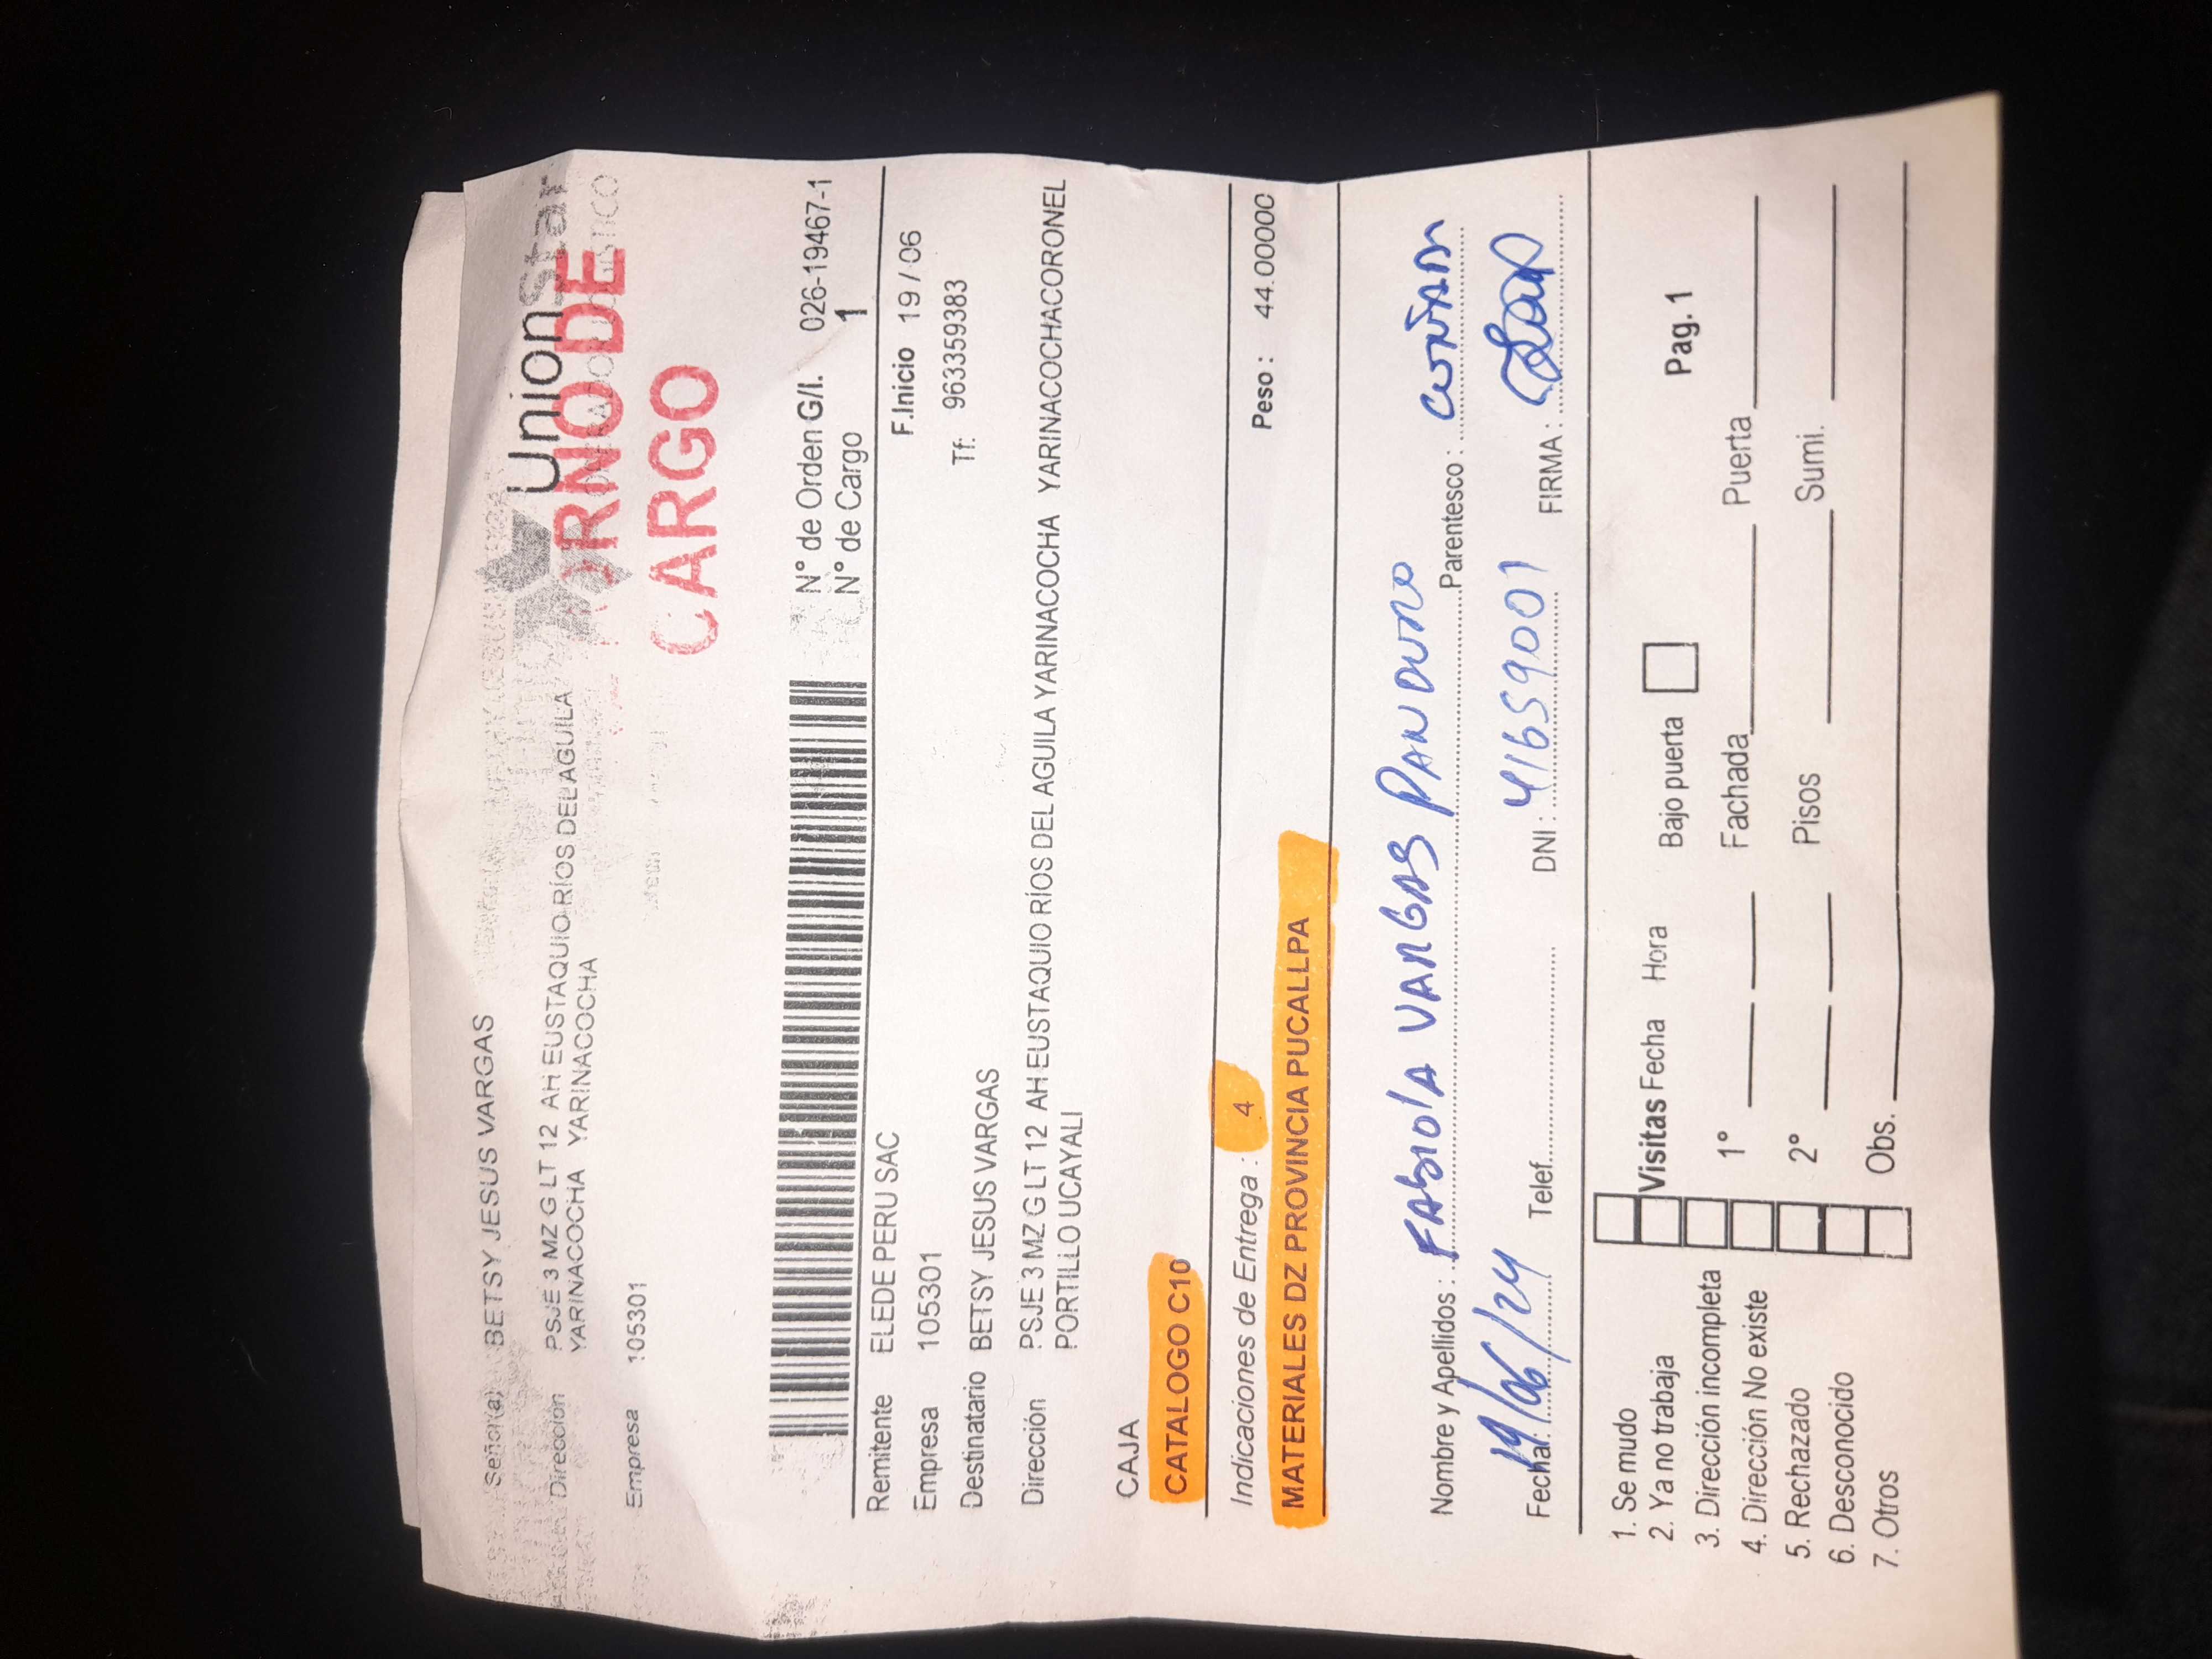 Señor(a) BETSY JESUS VARGAS
Union Star
Dirección PSJE 3 MZ G LT 12 AH EUSTAQUIO RÍOS DEL AGUILA
YARINACOCHA YARINACOCHA
RNO DE
CARGO
Empresa 105301
N° de Orden G/I. 026-19467-1
N° de Cargo 1
Remitente ELEDE PERU SAC
F.Inicio 19 / 06
Empresa 105301
Tf: 963359383
Destinatario BETSY JESUS VARGAS
Dirección PSJE 3 MZ G LT 12 AH EUSTAQUIO RÍOS DEL AGUILA YARINACOCHA YARINACOCHACORONEL
PORTILLO UCAYALI
CAJA
CATALOGO C10
Indicaciones de Entrega : 4 Peso : 44.00000
MATERIALES DZ PROVINCIA PUCALLPA
Nombre y Apellidos : FABIOLA VARGAS PANDURO Parentesco : CUÑADA
Fecha: 19/06/24 Telef. DNI : 41659001 FIRMA :
1. Se mudo
2. Ya no trabaja
3. Dirección incompleta
4. Dirección No existe
5. Rechazado
6. Desconocido
7. Otros
Visitas Fecha Hora Bajo puerta Pag. 1
1° Fachada Puerta
2° Pisos Sumi.
Obs.